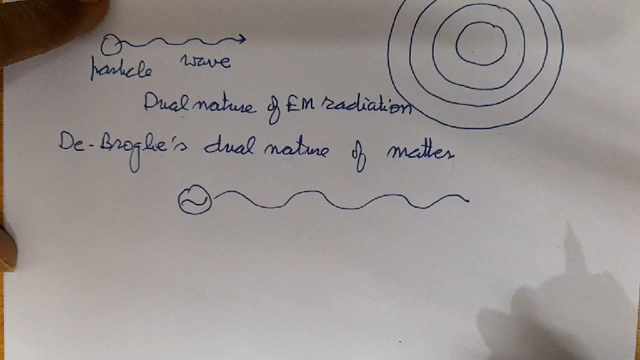 particle wave
Dual nature of EM radiation
De-Broglie's dual nature of matter